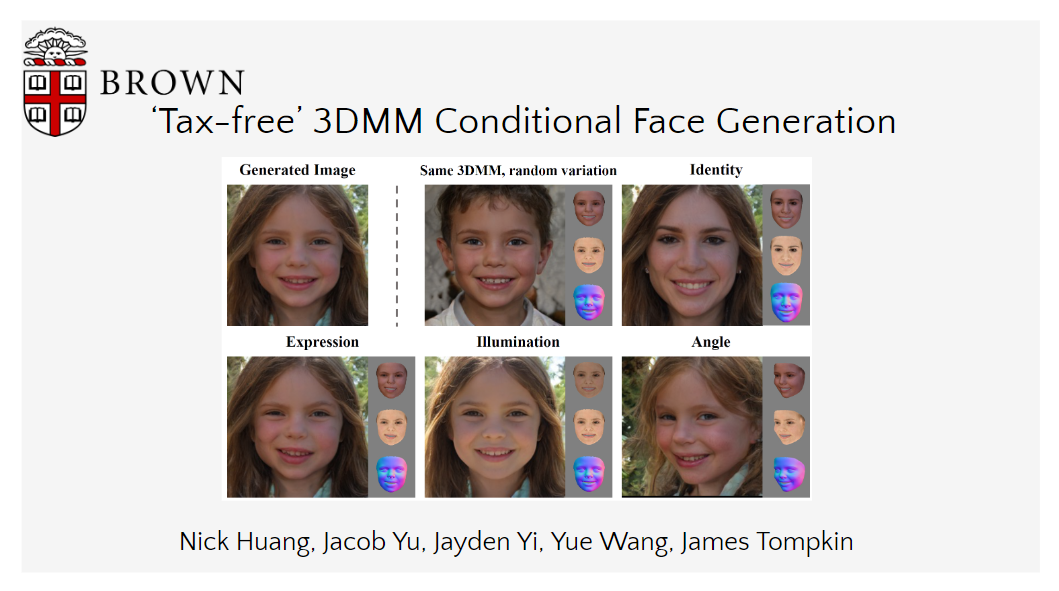 BROWN
‘Tax-free’ 3DMM Conditional Face Generation
Generated Image
Same 3DMM, random variation
Identity
Expression
Illumination
Angle
Nick Huang, Jacob Yu, Jayden Yi, Yue Wang, James Tompkin